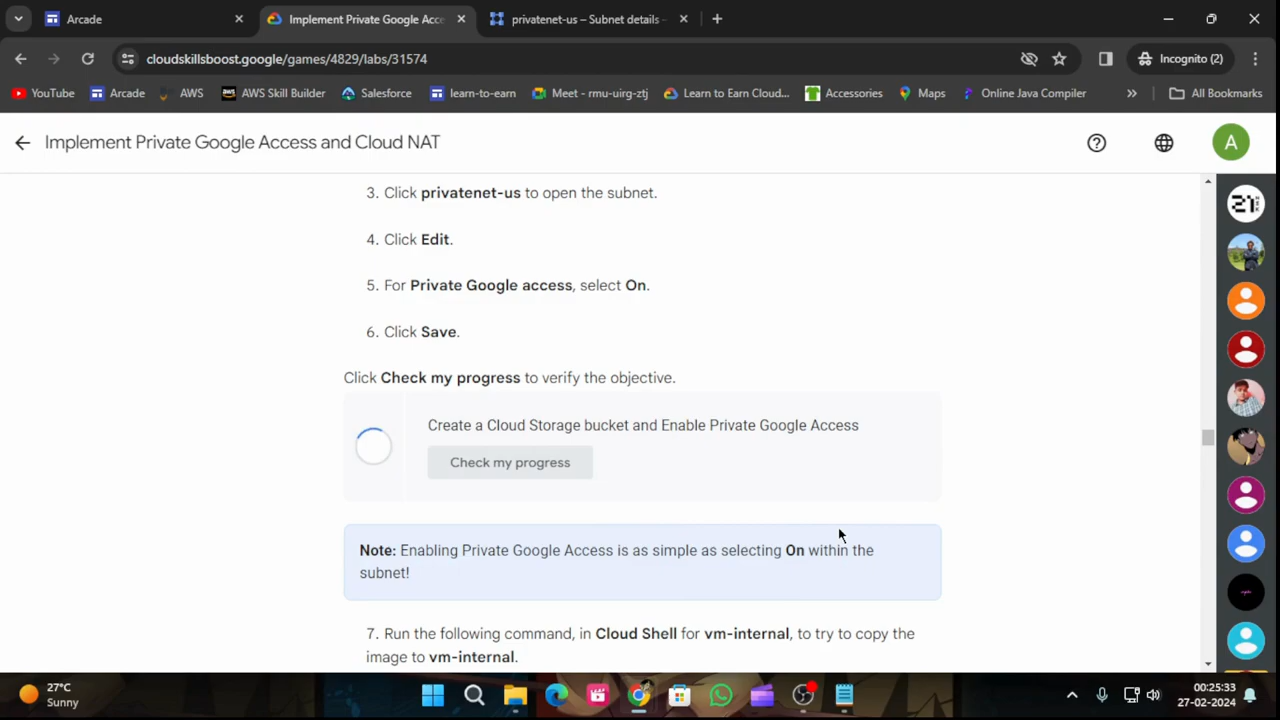 Arcade
Implement Private Google Acc
privatenet-us – Subnet details –
cloudskillsboost.google/games/4829/labs/31574
Incognito (2)
YouTube
Arcade
AWS
AWS Skill Builder
Salesforce
learn-to-earn
Meet - rmu-uirg-ztj
Learn to Earn Cloud...
Accessories
Maps
Online Java Compiler
»
All Bookmarks
Implement Private Google Access and Cloud NAT
A
3. Click privatenet-us to open the subnet.
4. Click Edit.
5. For Private Google access, select On.
6. Click Save.
Click Check my progress to verify the objective.
Create a Cloud Storage bucket and Enable Private Google Access
Check my progress
Note: Enabling Private Google Access is as simple as selecting On within the
subnet!
7. Run the following command, in Cloud Shell for vm-internal, to try to copy the
image to vm-internal.
27°C
Sunny
00:25:33
27-02-2024